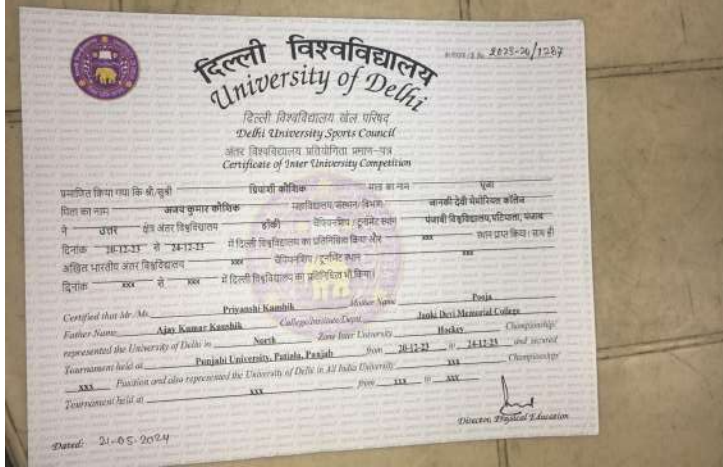 क्रमांक / S.No. 2023-24/1287
दिल्ली विश्वविद्यालय
University of Delhi
दिल्ली विश्वविद्यालय खेल परिषद
Delhi University Sports Council
अंतर विश्वविद्यालय प्रतियोगिता प्रमाण-पत्र
Certificate of Inter University Competition
प्रमाणित किया गया कि श्री/सुश्री प्रियांशी कौशिक माता का नाम पूजा
पिता का नाम अजय कुमार कौशिक महाविद्यालय/संस्थान/विभाग जानकी देवी मेमोरियल कॉलेज
ने उत्तर क्षेत्र अंतर विश्वविद्यालय हॉकी चैंपियनशिप / टूर्नामेंट स्थान पंजाबी विश्वविद्यालय,पटियाला, पंजाब
दिनांक 20-12-23 से 24-12-23 में दिल्ली विश्वविद्यालय का प्रतिनिधित्व किया और xxx स्थान प्राप्त किया। साथ ही
अखिल भारतीय अंतर विश्वविद्यालय xxx चैंपियनशिप / टूर्नामेंट स्थान xxx
दिनांक xxx से xxx में दिल्ली विश्वविद्यालय का प्रतिनिधित्व भी किया।
Certified that Mr./Ms. Priyanshi Kaushik Mother Name Pooja
Father Name Ajay Kumar Kaushik College/Institute/Deptt. Janki Devi Memorial College
represented the University of Delhi in North Zone Inter University Hockey Championship/
Tournament held at Punjabi University, Patiala, Punjab from 20-12-23 to 24-12-23 and secured
xxx Position and also represented the University of Delhi in All India University xxx Championship
Tournament held at xxx from xxx to xxx
Director, Physical Education
Dated: 21-05-2024